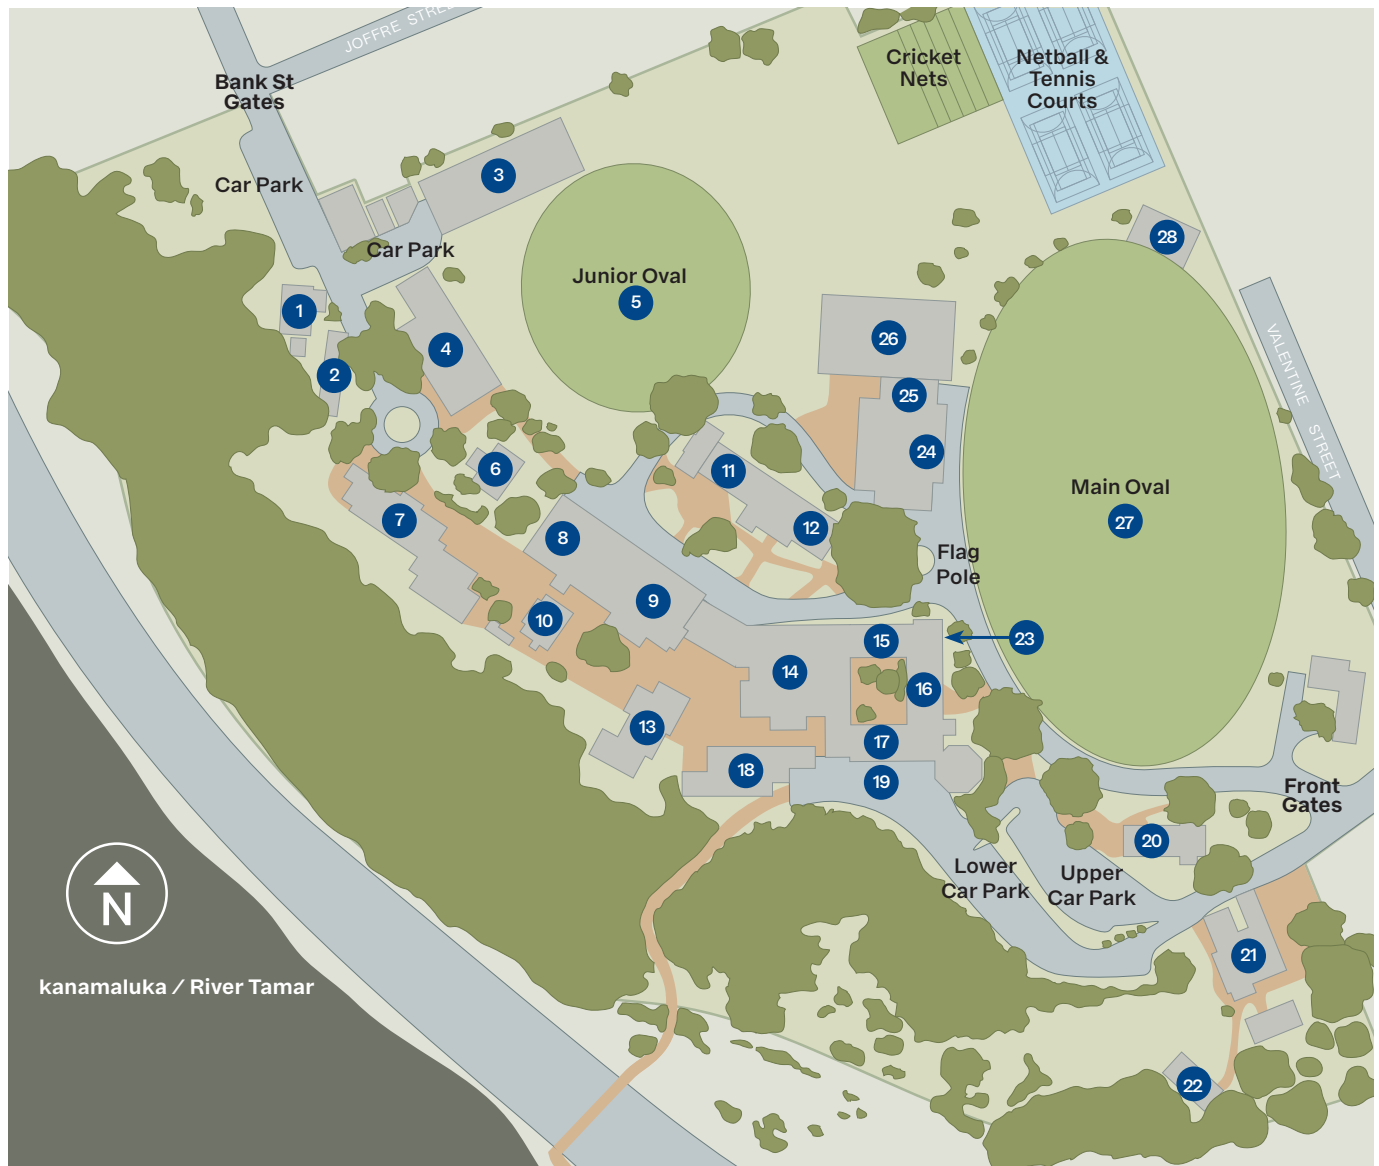 JOFFRE STREE
Bank St
Gates
Cricket
Nets
Netball &
Tennis
Courts
Car Park
3
Car Park
28
Junior Oval
5
1
26
4
2
25
VALENTINE STREET
24
6
11
Main Oval
27
7
12
8
Flag
Pole
9
10
15
23
14
16
13
17
18
19
Front
Gates
20
Lower
Car Park
Upper
Car Park
N
21
kanamaluka / River Tamar
22